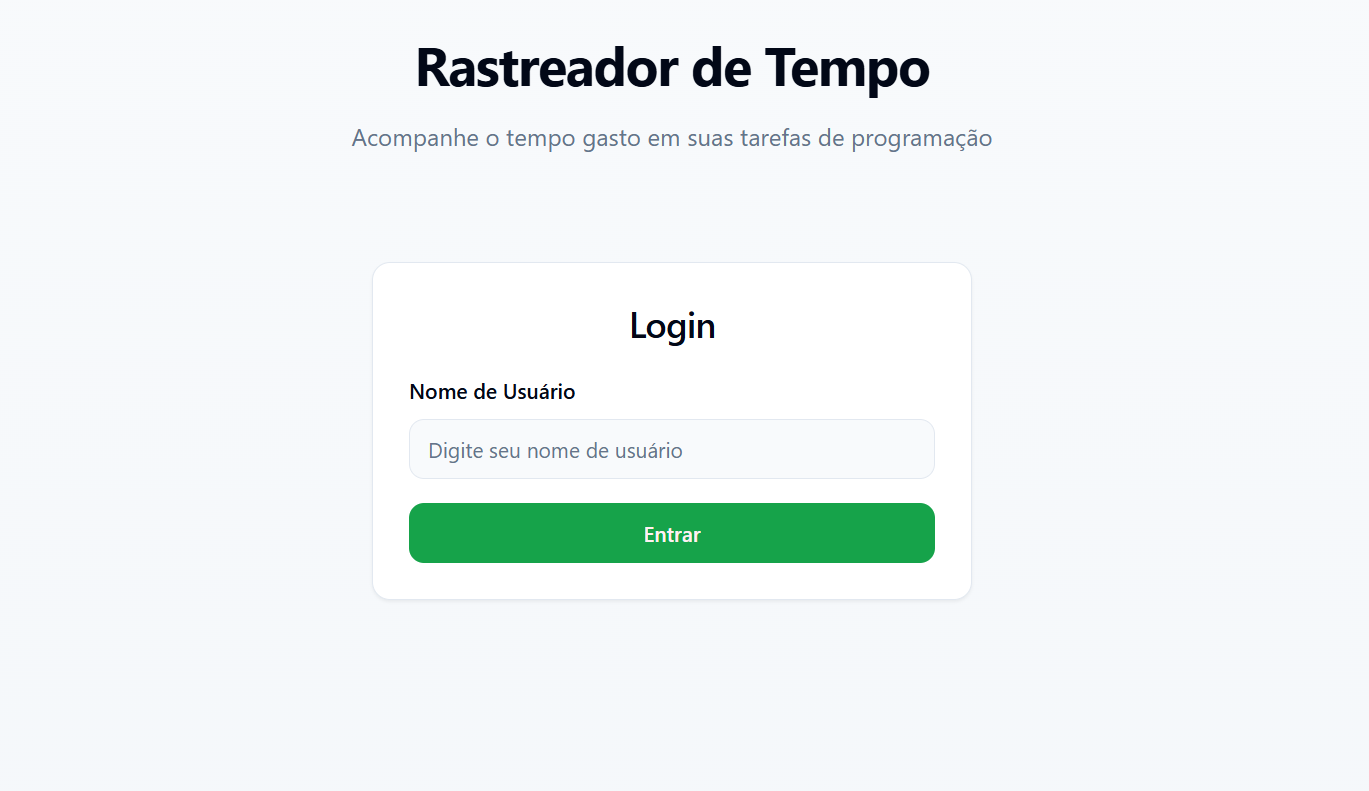 Rastreador de Tempo
Acompanhe o tempo gasto em suas tarefas de programação
Login
Nome de Usuário
Digite seu nome de usuário
Entrar